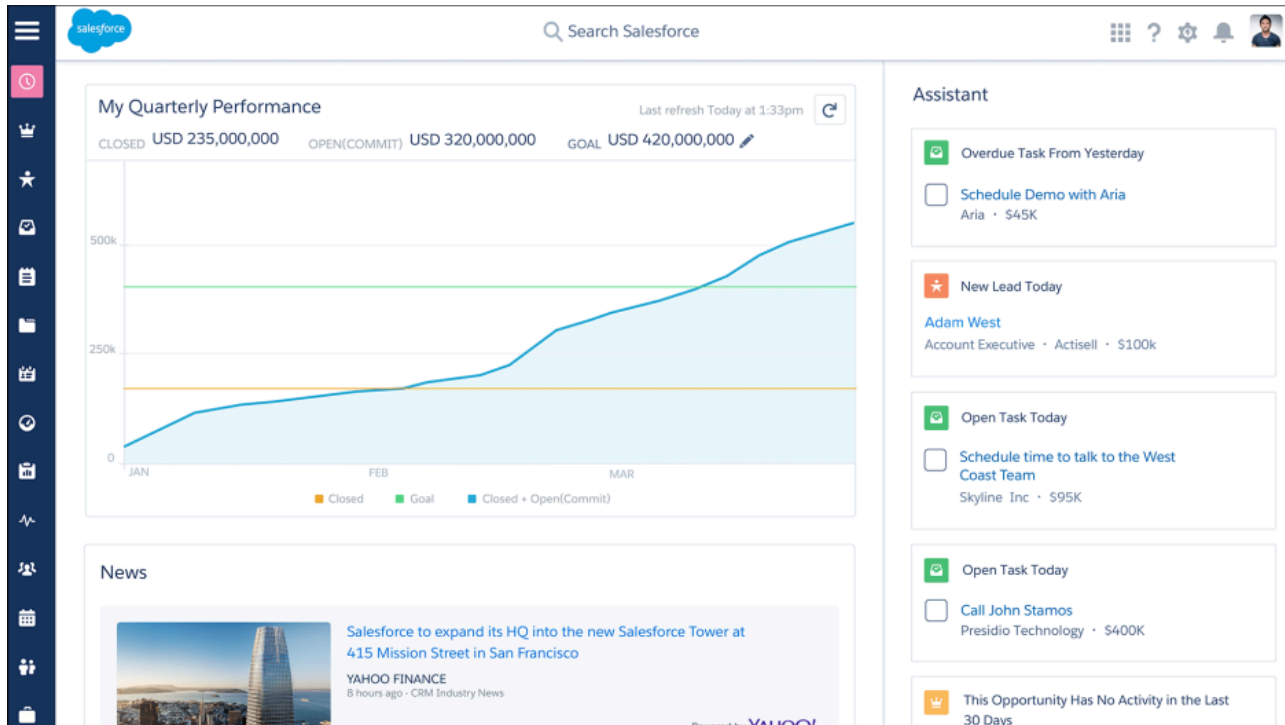 salesforce
Search Salesforce
?
My Quarterly Performance
Last refresh Today at 1:33pm
CLOSED USD 235,000,000 OPEN(COMMIT) USD 320,000,000 GOAL USD 420,000,000
500k
250k
0
JAN FEB MAR
Closed Goal Closed + Open(Commit)
News
Salesforce to expand its HQ into the new Salesforce Tower at
415 Mission Street in San Francisco
YAHOO FINANCE
8 hours ago - CRM Industry News
Powered by YAHOO!
Assistant
Overdue Task From Yesterday
Schedule Demo with Aria
Aria · $45K
New Lead Today
Adam West
Account Executive · Actisell · $100k
Open Task Today
Schedule time to talk to the West
Coast Team
Skyline Inc · $95K
Open Task Today
Call John Stamos
Presidio Technology · $400K
This Opportunity Has No Activity in the Last
30 Days